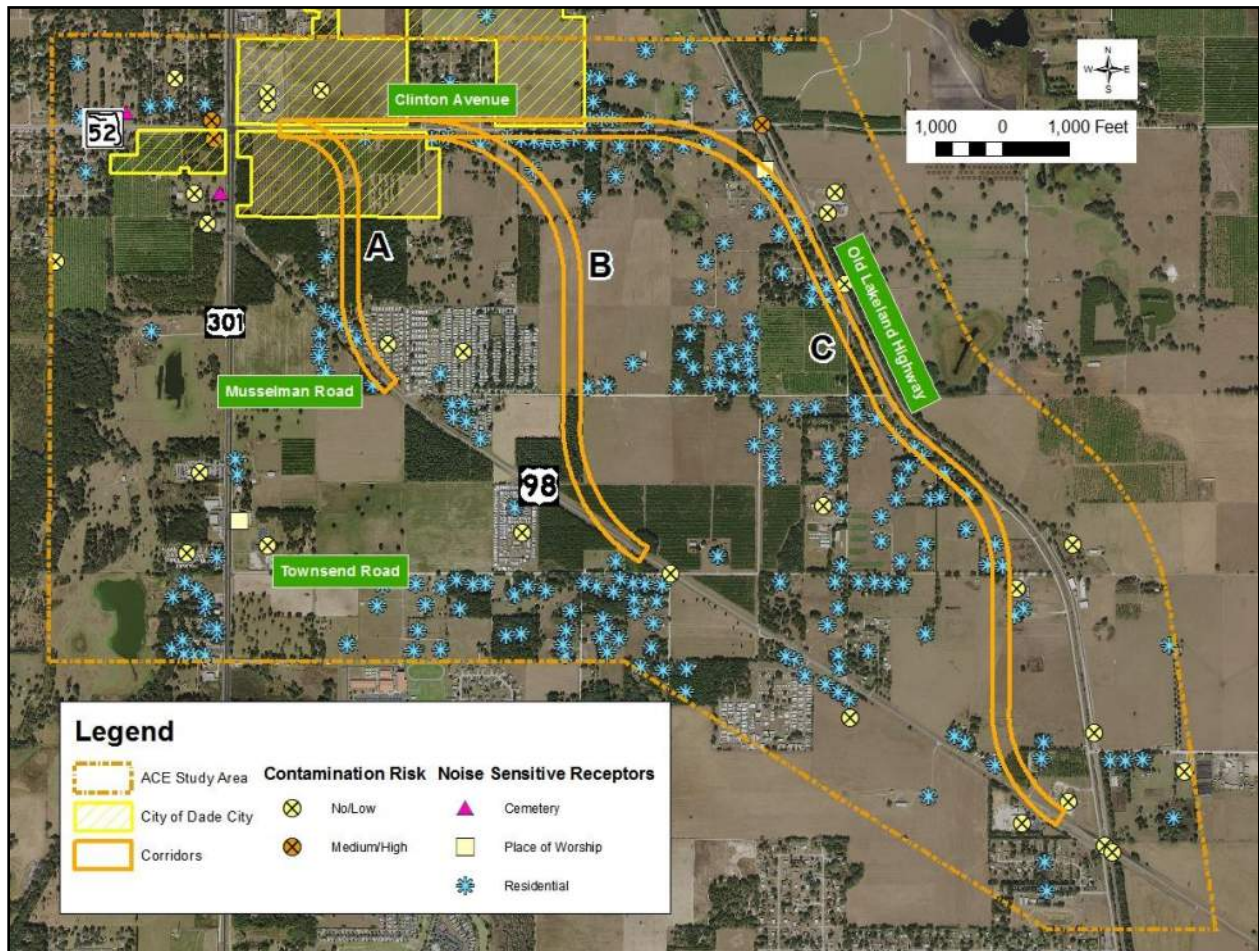 N
W E
S
Clinton Avenue
52
1,000 0 1,000 Feet
A
B
Old Lakeland Highway
301
C
Musselman Road
98
Townsend Road
Legend
ACE Study Area
City of Dade City
Corridors
Contamination Risk
No/Low
Medium/High
Noise Sensitive Receptors
Cemetery
Place of Worship
Residential